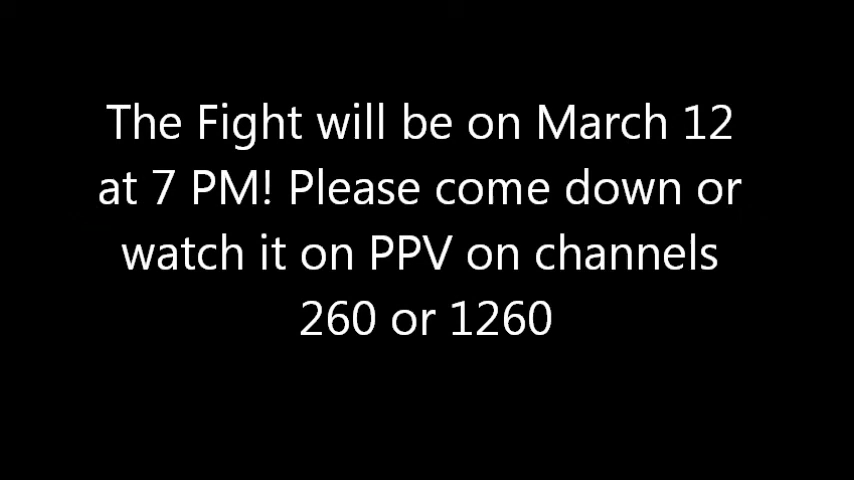 The Fight will be on March 12
at 7 PM! Please come down or
watch it on PPV on channels
260 or 1260